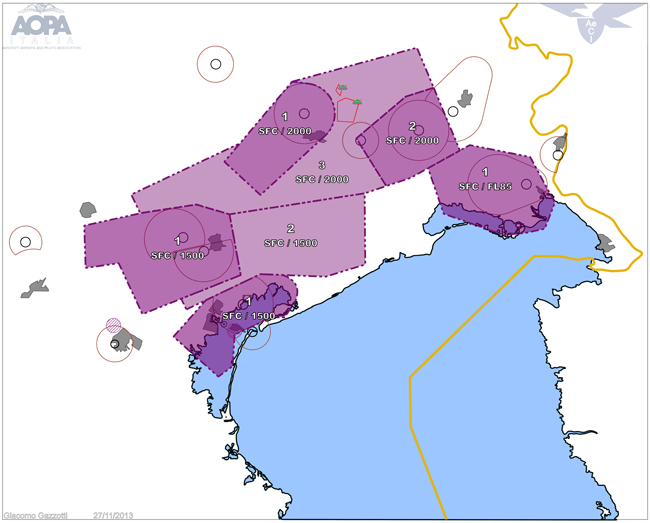 AOPA
ITALIA
AIRCRAFT OWNERS AND PILOTS ASSOCIATION
Ae
C
I
1
SFC / 2000
2
SFC / 2000
3
SFC / 2000
1
SFC / FL85
1
SFC / 1500
2
SFC / 1500
1
SFC / 1500
Giacomo Gazzotti 27/11/2013